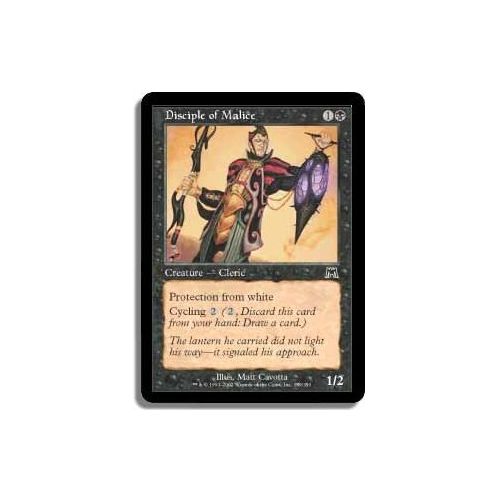 Disciple of Malice 1
Creature — Cleric
Protection from white
Cycling 2 (2, Discard this card
from your hand: Draw a card.)
The lantern he carried did not light
his way—it signaled his approach.
Illus. Matt Cavotta
1/2